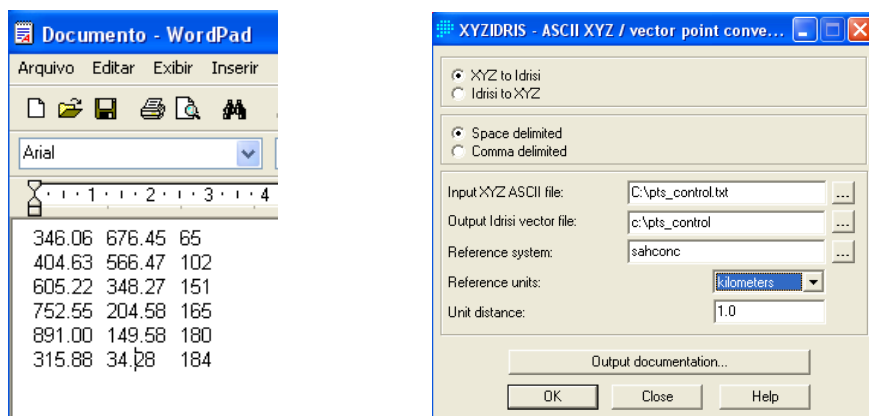 Documento - WordPad
Arquivo Editar Exibir Inserir
Arial
1 2 3 4
346.06 676.45 65
404.63 566.47 102
605.22 348.27 151
752.55 204.58 165
891.00 149.58 180
315.88 34.28 184
XYZIDRIS - ASCII XYZ / vector point conve...
XYZ to Idrisi
Idrisi to XYZ
Space delimited
Comma delimited
Input XYZ ASCII file: C:\pts_control.txt ...
Output Idrisi vector file: c:\pts_control ...
Reference system: sahconc ...
Reference units: kilometers
Unit distance: 1.0
Output documentation...
OK Close Help